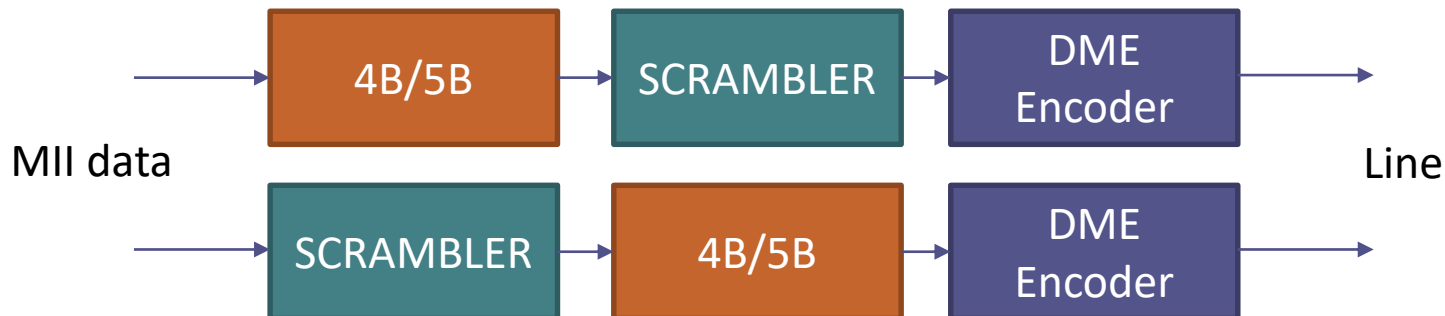 4B/5B
SCRAMBLER
DME
Encoder
MII data
Line
SCRAMBLER
4B/5B
DME
Encoder